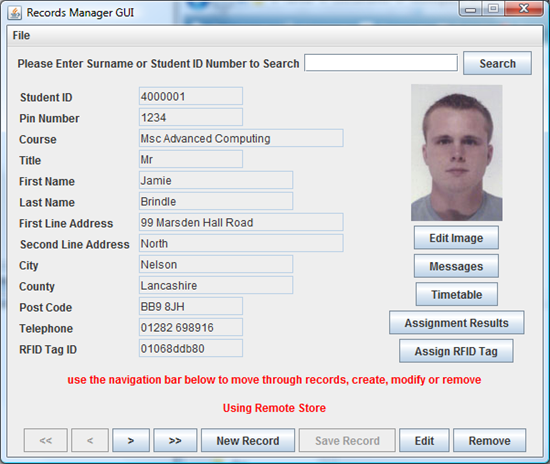 Records Manager GUI
File
Please Enter Surname or Student ID Number to Search
Search
Student ID 4000001
Pin Number 1234
Course Msc Advanced Computing
Title Mr
First Name Jamie
Last Name Brindle
First Line Address 99 Marsden Hall Road
Second Line Address North
City Nelson
County Lancashire
Post Code BB9 8JH
Telephone 01282 698916
RFID Tag ID 01068ddb80
Edit Image
Messages
Timetable
Assignment Results
Assign RFID Tag
use the navigation bar below to move through records, create, modify or remove
Using Remote Store
<< < > >> New Record Save Record Edit Remove